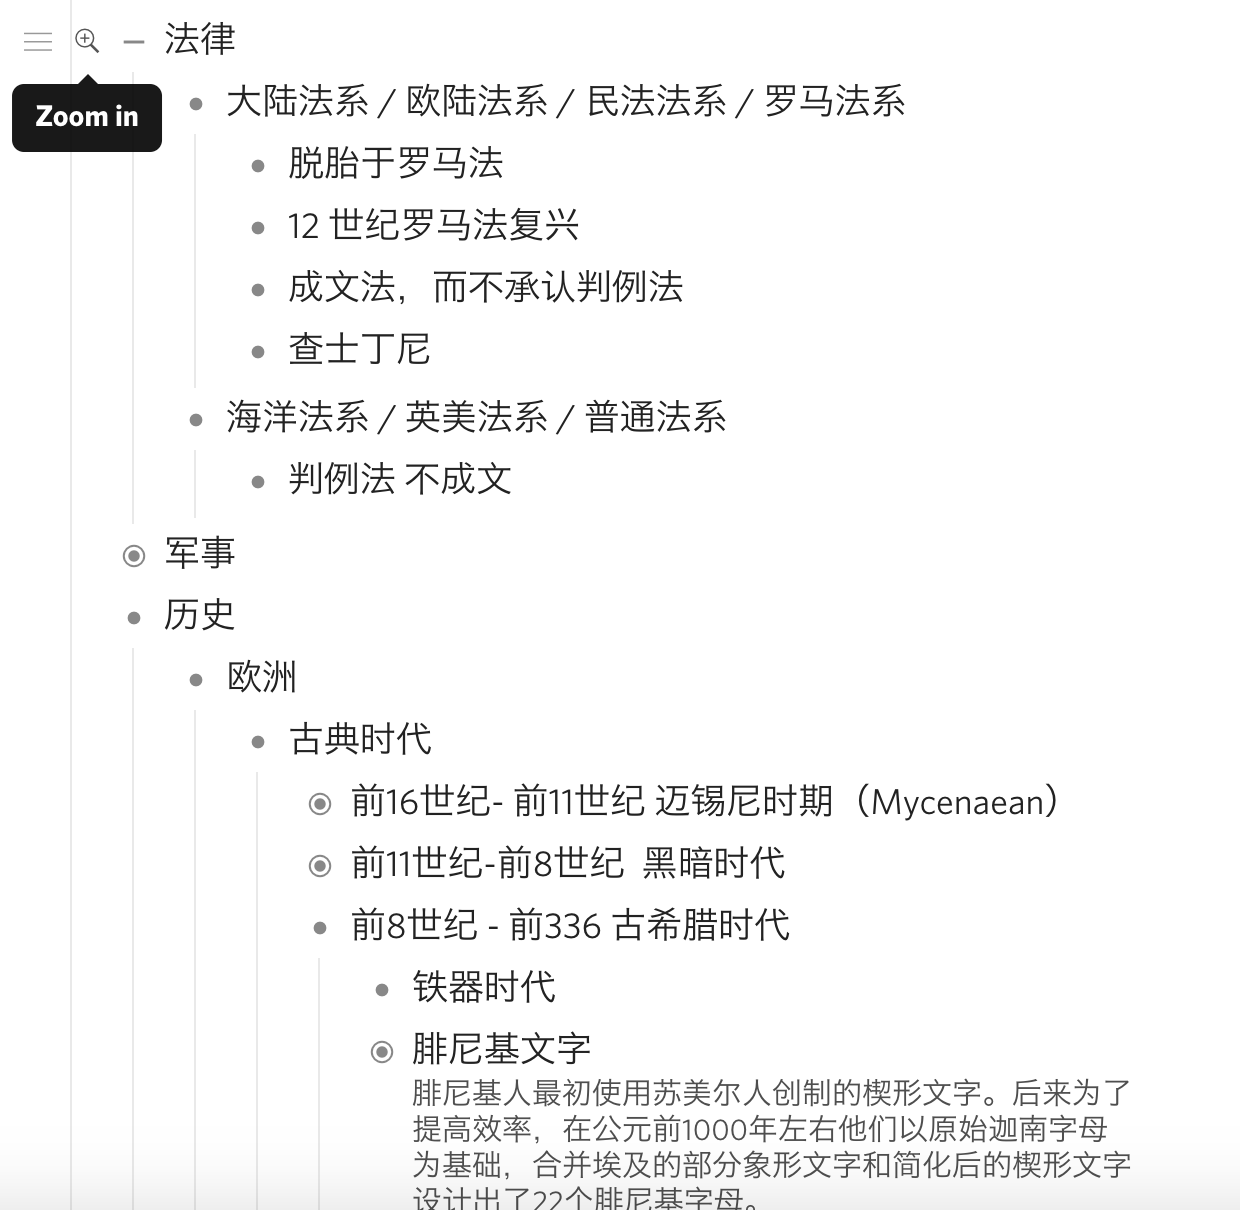 法律
Zoom in
大陆法系 / 欧陆法系 / 民法法系 / 罗马法系
脱胎于罗马法
12 世纪罗马法复兴
成文法，而不承认判例法
查士丁尼
海洋法系 / 英美法系 / 普通法系
判例法 不成文
军事
历史
欧洲
古典时代
前16世纪- 前11世纪 迈锡尼时期（Mycenaean）
前11世纪-前8世纪 黑暗时代
前8世纪 - 前336 古希腊时代
铁器时代
腓尼基文字
腓尼基人最初使用苏美尔人创制的楔形文字。后来为了
提高效率，在公元前1000年左右他们以原始迦南字母
为基础，合并埃及的部分象形文字和简化后的楔形文字
设计出了22个腓尼基字母。